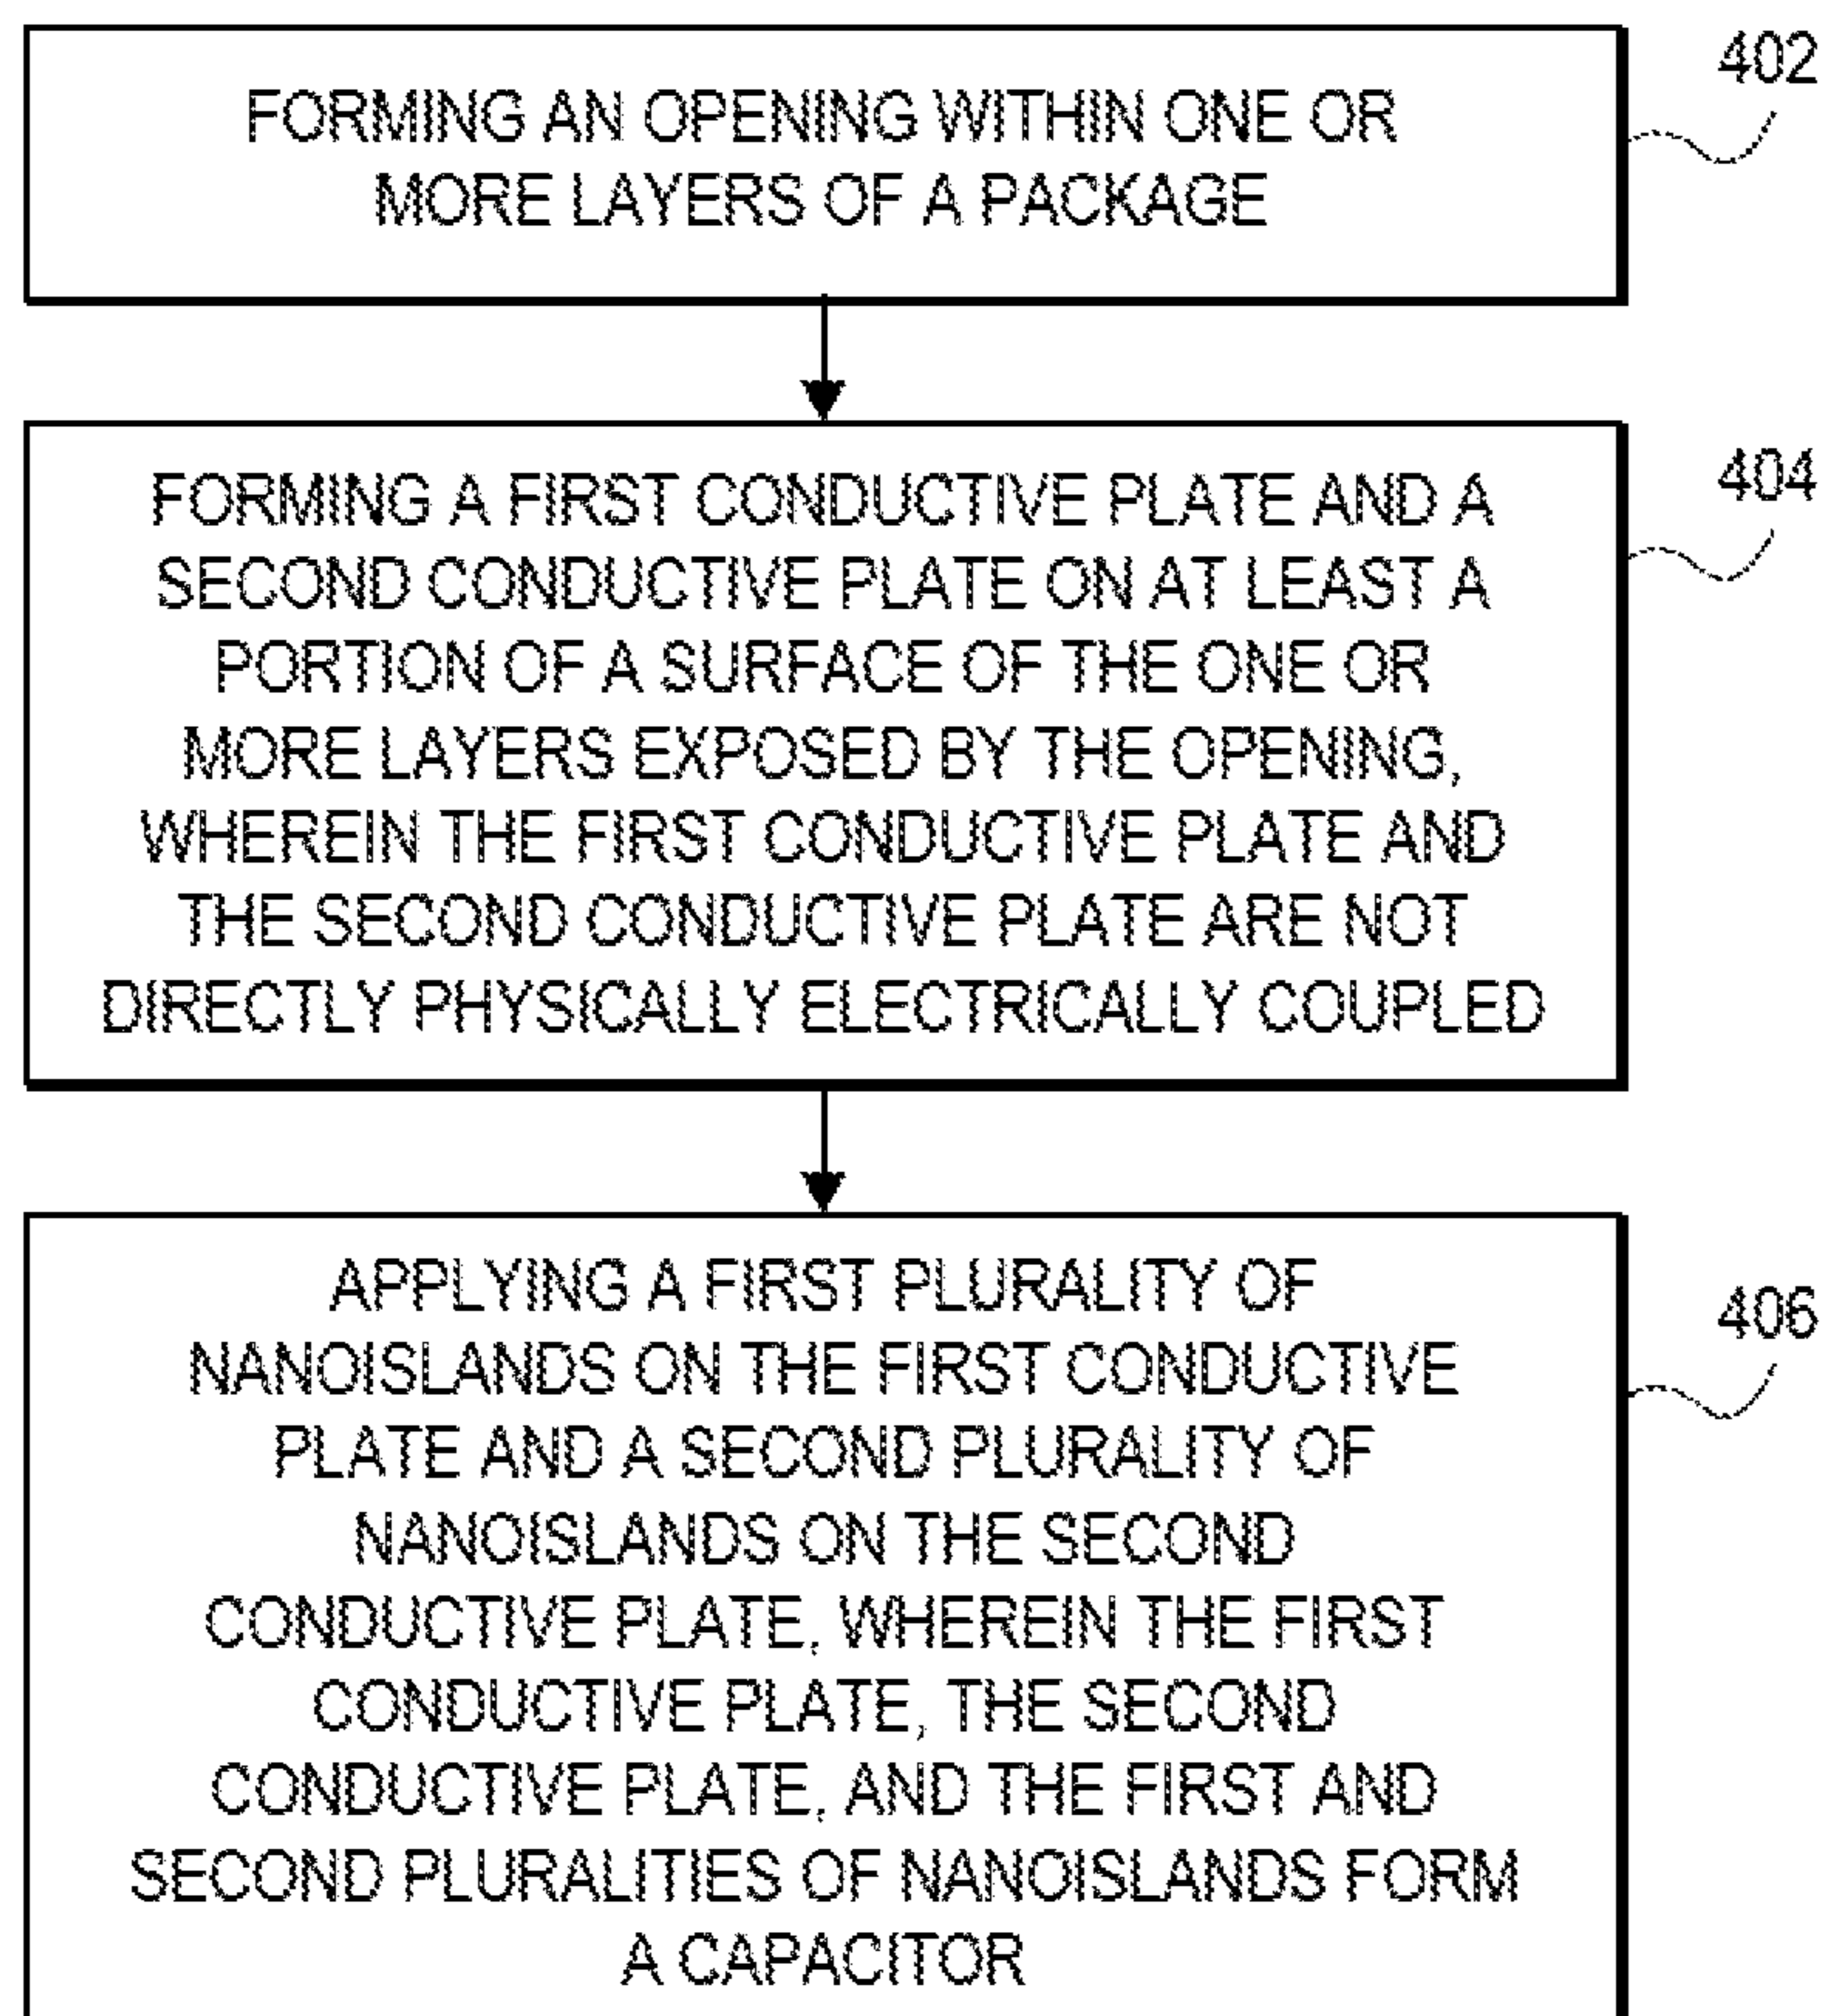 FORMING AN OPENING WITHIN ONE OR
MORE LAYERS OF A PACKAGE
402
FORMING A FIRST CONDUCTIVE PLATE AND A
SECOND CONDUCTIVE PLATE ON AT LEAST A
PORTION OF A SURFACE OF THE ONE OR
MORE LAYERS EXPOSED BY THE OPENING,
WHEREIN THE FIRST CONDUCTIVE PLATE AND
THE SECOND CONDUCTIVE PLATE ARE NOT
DIRECTLY PHYSICALLY ELECTRICALLY COUPLED
404
APPLYING A FIRST PLURALITY OF
NANOISLANDS ON THE FIRST CONDUCTIVE
PLATE AND A SECOND PLURALITY OF
NANOISLANDS ON THE SECOND
CONDUCTIVE PLATE, WHEREIN THE FIRST
CONDUCTIVE PLATE, THE SECOND
CONDUCTIVE PLATE, AND THE FIRST AND
SECOND PLURALITIES OF NANOISLANDS FORM
A CAPACITOR
406